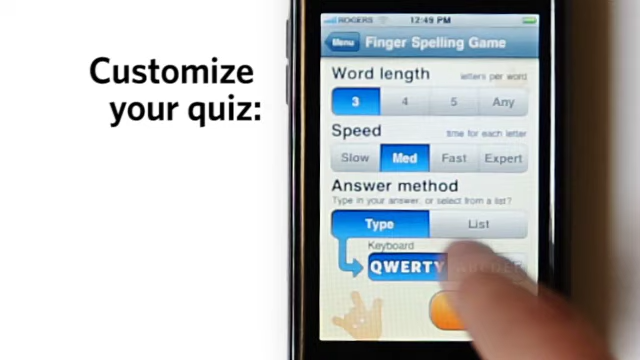 Customize
your quiz:
ROGERS 12:49 PM
Menu Finger Spelling Game
Word length letters per word
3 4 5 Any
Speed time for each letter
Slow Med Fast Expert
Answer method
Type in your answer, or select from a list?
Type List
Keyboard
QWERTY